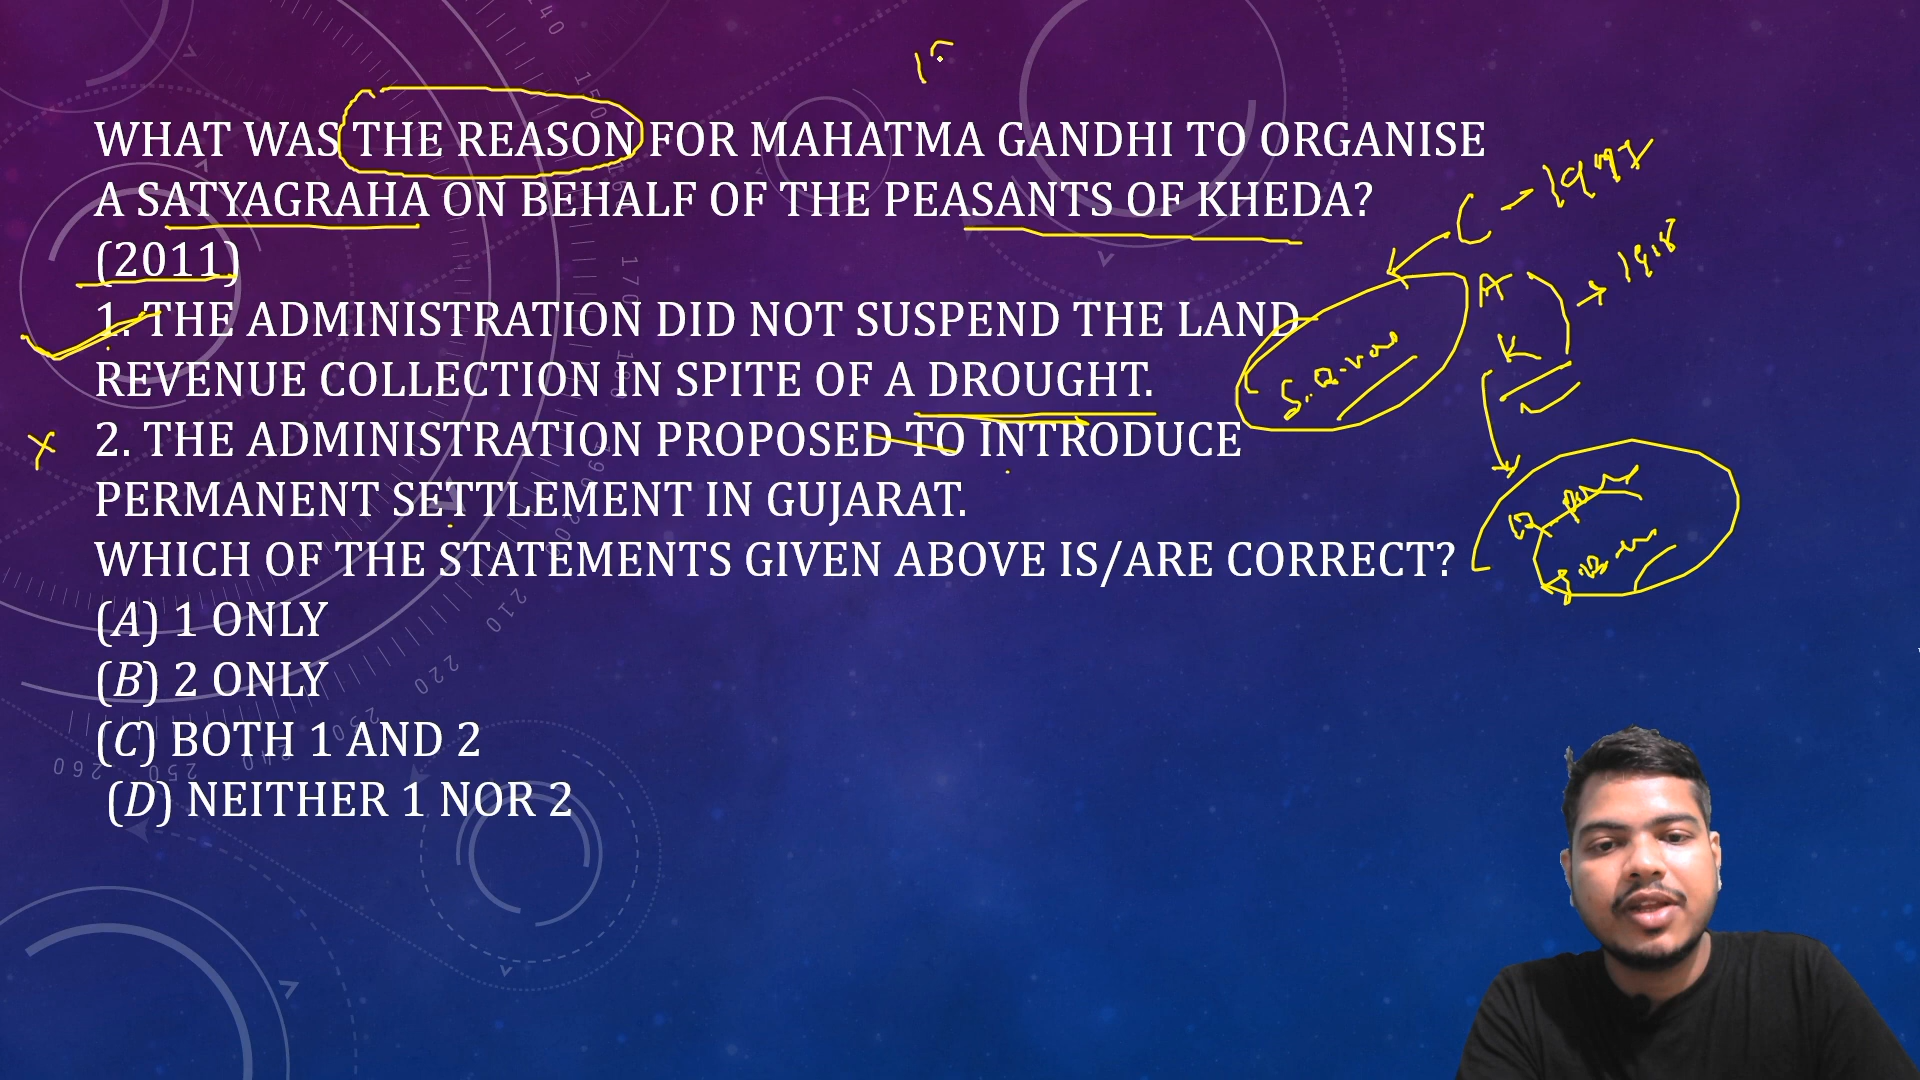 WHAT WAS THE REASON FOR MAHATMA GANDHI TO ORGANISE
A SATYAGRAHA ON BEHALF OF THE PEASANTS OF KHEDA?
(2011)
1. THE ADMINISTRATION DID NOT SUSPEND THE LAND
REVENUE COLLECTION IN SPITE OF A DROUGHT.
2. THE ADMINISTRATION PROPOSED TO INTRODUCE
PERMANENT SETTLEMENT IN GUJARAT.
WHICH OF THE STATEMENTS GIVEN ABOVE IS/ARE CORRECT?
(A) 1 ONLY
(B) 2 ONLY
(C) BOTH 1 AND 2
(D) NEITHER 1 NOR 2
C
A
K
1918